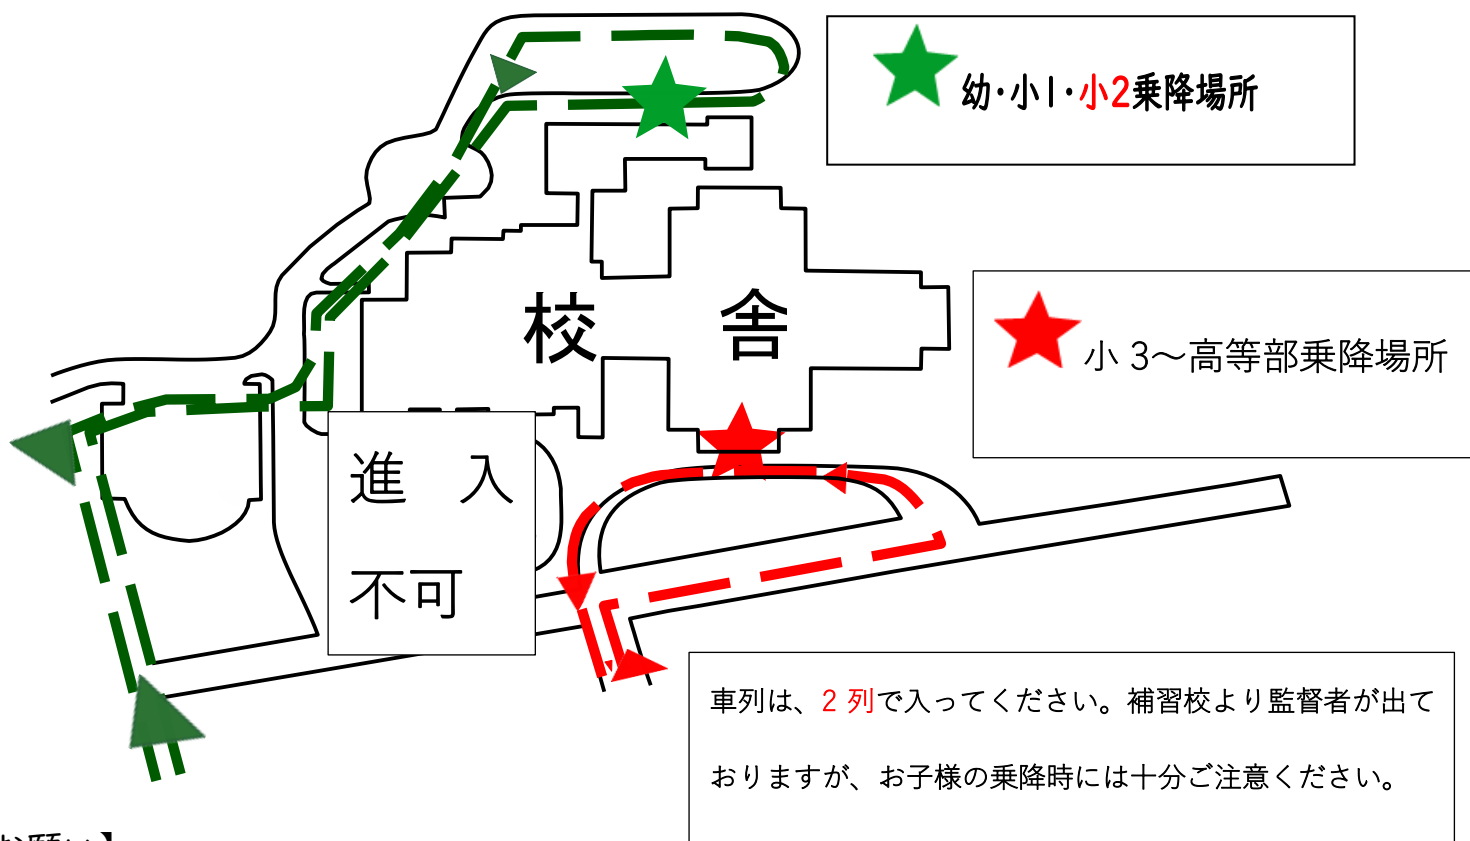 幼・小1・小2乗降場所
校 舎
小 3～高等部乗降場所
進 入
不可
車列は、2 列で入ってください。補習校より監督者が出て
おりますが、お子様の乗降時には十分ご注意ください。